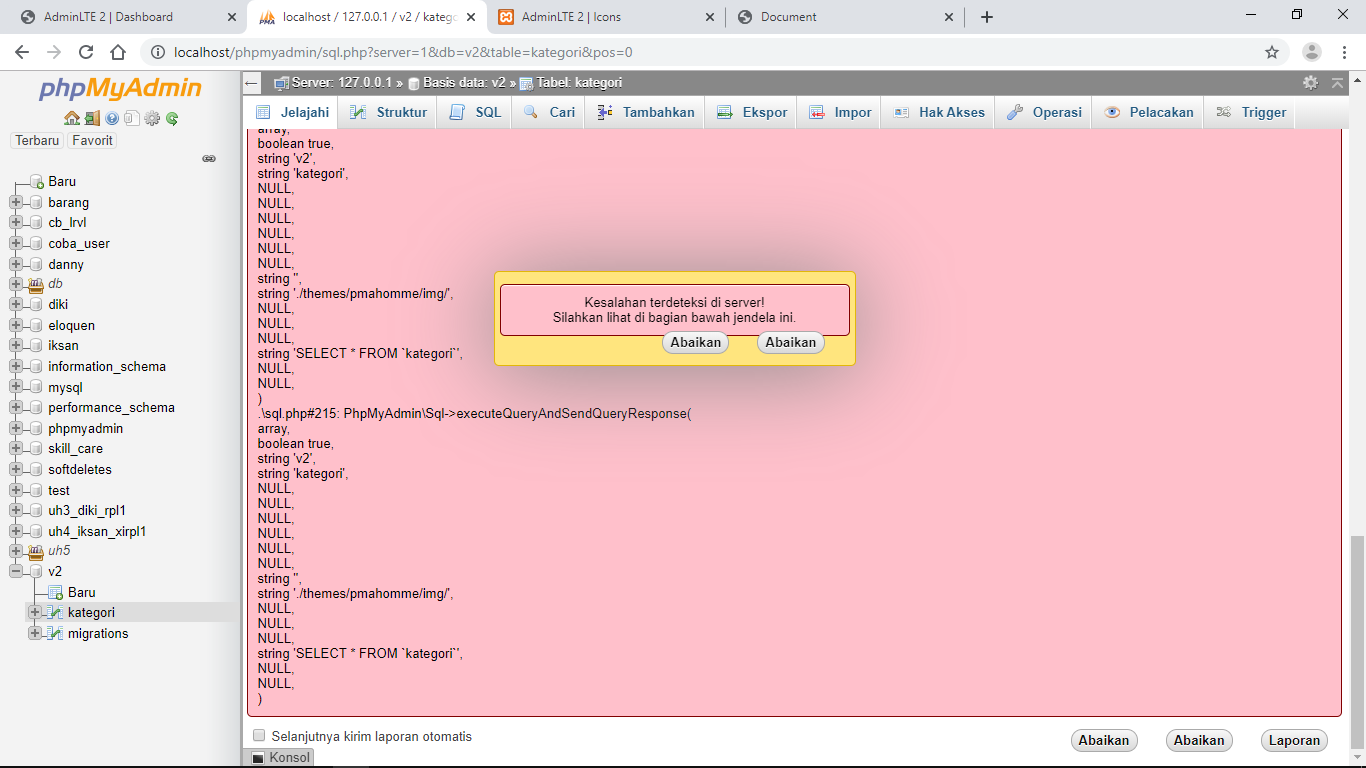 AdminLTE 2 | Dashboard
localhost / 127.0.0.1 / v2 / katego
AdminLTE 2 | Icons
Document
localhost/phpmyadmin/sql.php?server=1&db=v2&table=kategori&pos=0
phpMyAdmin
Terbaru Favorit
Baru
barang
cb_lrvl
coba_user
danny
db
diki
eloquen
iksan
information_schema
mysql
performance_schema
phpmyadmin
skill_care
softdeletes
test
uh3_diki_rpl1
uh4_iksan_xirpl1
uh5
v2
Baru
kategori
migrations
Server: 127.0.0.1 » Basis data: v2 » Tabel: kategori
Jelajahi Struktur SQL Cari Tambahkan Ekspor Impor Hak Akses Operasi Pelacakan Trigger
array,
boolean true,
string 'v2',
string 'kategori',
NULL,
NULL,
NULL,
NULL,
NULL,
NULL,
string '',
string './themes/pmahomme/img/',
NULL,
NULL,
NULL,
string 'SELECT * FROM `kategori`',
NULL,
NULL,
)
.\sql.php#215: PhpMyAdmin\Sql->executeQueryAndSendQueryResponse(
array,
boolean true,
string 'v2',
string 'kategori',
NULL,
NULL,
NULL,
NULL,
NULL,
NULL,
string '',
string './themes/pmahomme/img/',
NULL,
NULL,
NULL,
string 'SELECT * FROM `kategori`',
NULL,
NULL,
)
Kesalahan terdeteksi di server!
Silahkan lihat di bagian bawah jendela ini.
Abaikan Abaikan
Selanjutnya kirim laporan otomatis
Abaikan Abaikan Laporan
Konsol